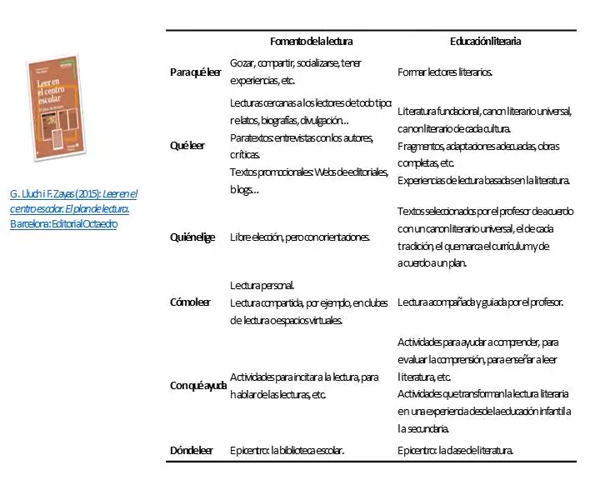 Leer en
el centro
escolar
G. Lluch i F. Zayas (2015): Leer en el
centro escolar. El plan de lectura.
Barcelona: Editorial Octaedro
Fomento de la lectura
Educación literaria
Para qué leer
Gozar, compartir, socializarse, tener
experiencias, etc.
Formar lectores literarios.
Qué leer
Lecturas cercanas a los lectores de todo tipo:
relatos, biografías, divulgación...
Paratextos: entrevistas con los autores,
críticas.
Textos promocionales: Webs de editoriales,
blogs...
Literatura fundacional, canon literario universal,
canon literario de cada cultura.
Fragmentos, adaptaciones adecuadas, obras
completas, etc.
Experiencias de lectura basadas en la literatura.
Quién elige
Libre elección, pero con orientaciones.
Textos seleccionados por el profesor de acuerdo
con un canon literario universal, el de cada
tradición, el que marca el currículum y de
acuerdo a un plan.
Cómo leer
Lectura personal.
Lectura compartida, por ejemplo, en clubes
de lectura o espacios virtuales.
Lectura acompañada y guiada por el profesor.
Con qué ayuda
Actividades para incitar a la lectura, para
hablar de las lecturas, etc.
Actividades para ayudar a comprender, para
evaluar la comprensión, para enseñar a leer
literatura, etc.
Actividades que transforman la lectura literaria
en una experiencia desde la educación infantil a
la secundaria.
Dónde leer
Epicentro: la biblioteca escolar.
Epicentro: la clase de literatura.